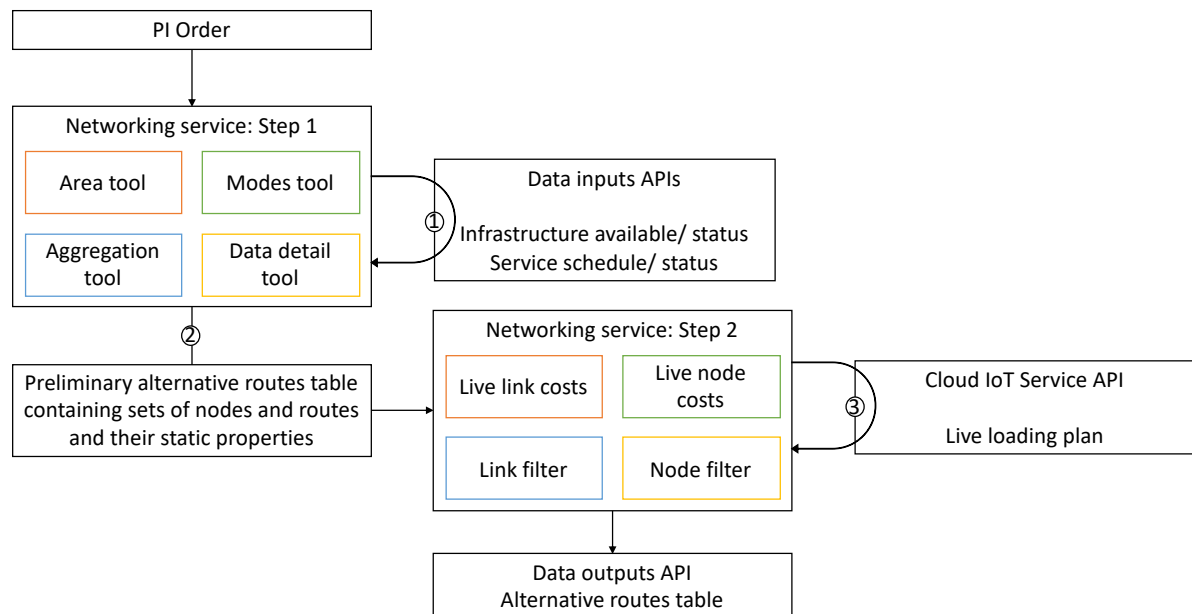 PI Order
Networking service: Step 1
Area tool
Modes tool
Aggregation
tool
Data detail
tool
1
Data inputs APIs
Infrastructure available/ status
Service schedule/ status
2
Preliminary alternative routes table
containing sets of nodes and routes
and their static properties
Networking service: Step 2
Live link costs
Live node
costs
Link filter
Node filter
3
Cloud IoT Service API
Live loading plan
Data outputs API
Alternative routes table